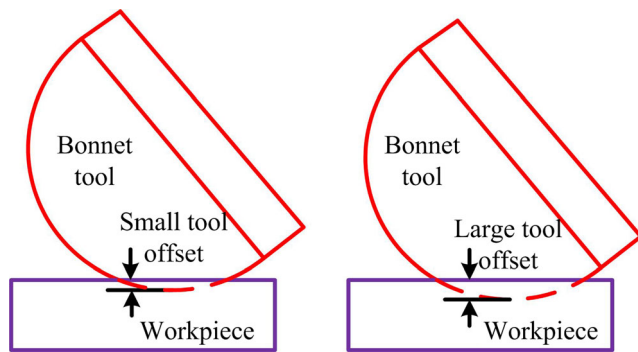 Bonnet
tool
Small tool
offset
Workpiece
Bonnet
tool
Large tool
offset
Workpiece